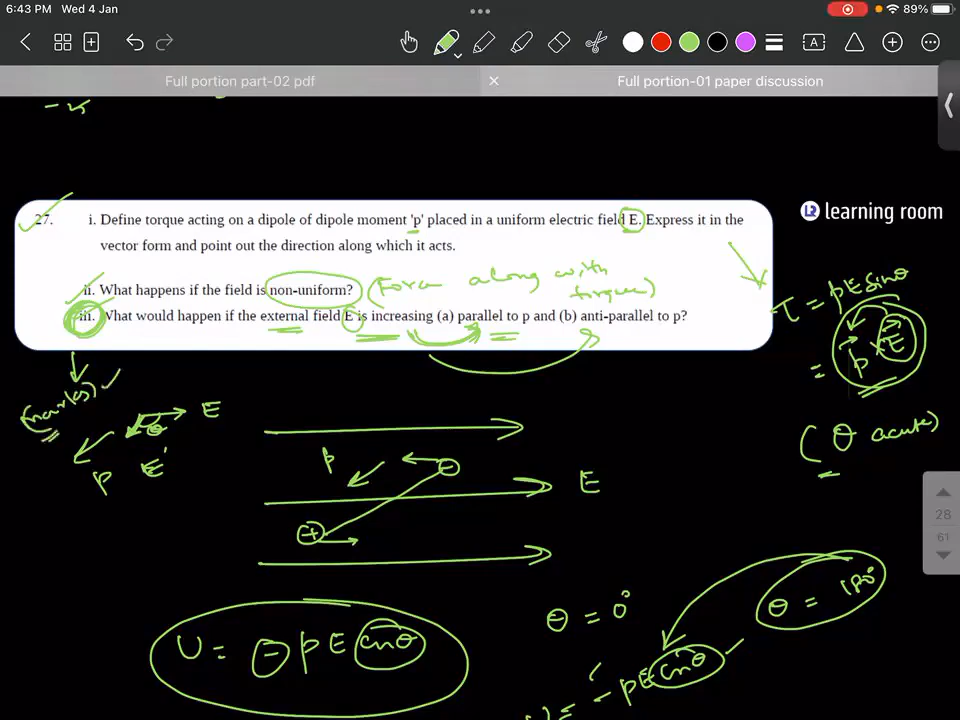 6:43 PM Wed 4 Jan
89%
Full portion part-02 pdf
Full portion-01 paper discussion
27. i. Define torque acting on a dipole of dipole moment 'p' placed in a uniform electric field E. Express it in the
vector form and point out the direction along which it acts.
ii. What happens if the field is non-uniform? (Force along with
torque)
iii. What would happen if the external field E is increasing (a) parallel to p and (b) anti-parallel to p?
learning room
τ = pE sinθ
= p × E
(θ acute)
θ E
p E'
p
E
28
61
θ = 0°
θ = 180°
U = - pE cosθ
- pE cosθ